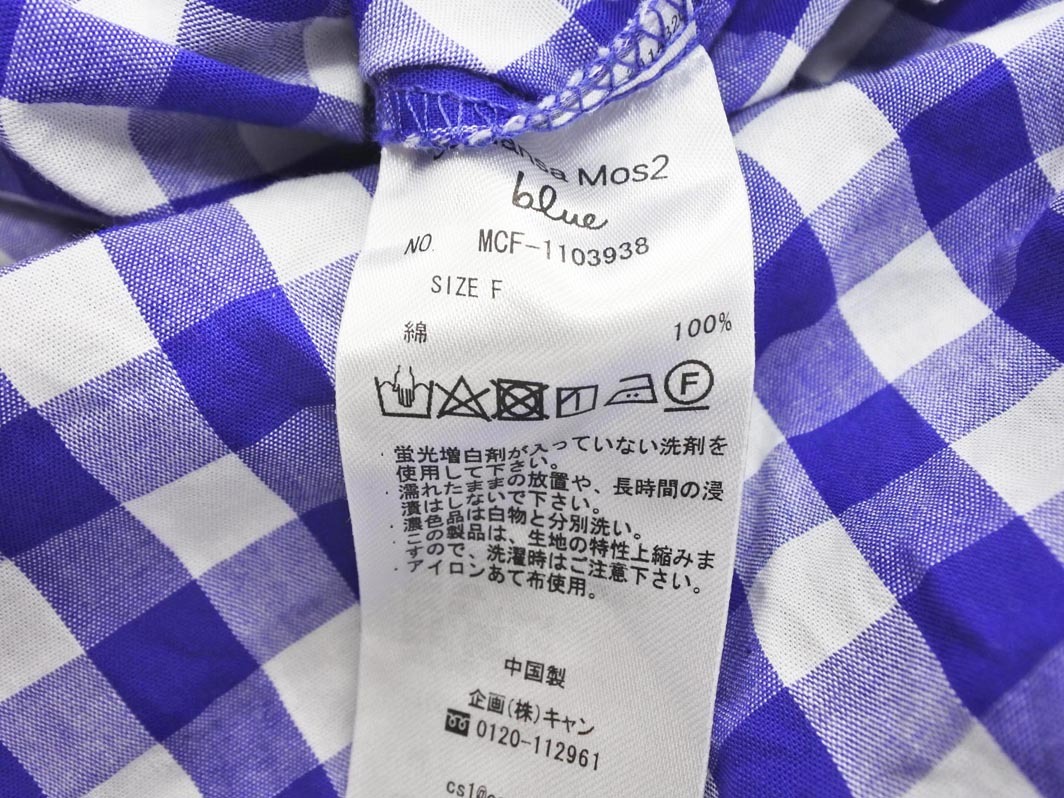 Mos2
blue
NO. MCF-1103938
SIZE F
綿 100%
F
・蛍光増白剤が入っていない洗剤を
使用して下さい。
・濡れたままの放置や、長時間の浸
漬はしないで下さい。
・濃色品は白物と分別洗い。
・この製品は、生地の特性上縮みま
すので、洗濯時はご注意下さい。
・アイロンあて布使用。
中国製
企画(株)キャン
0120-112961